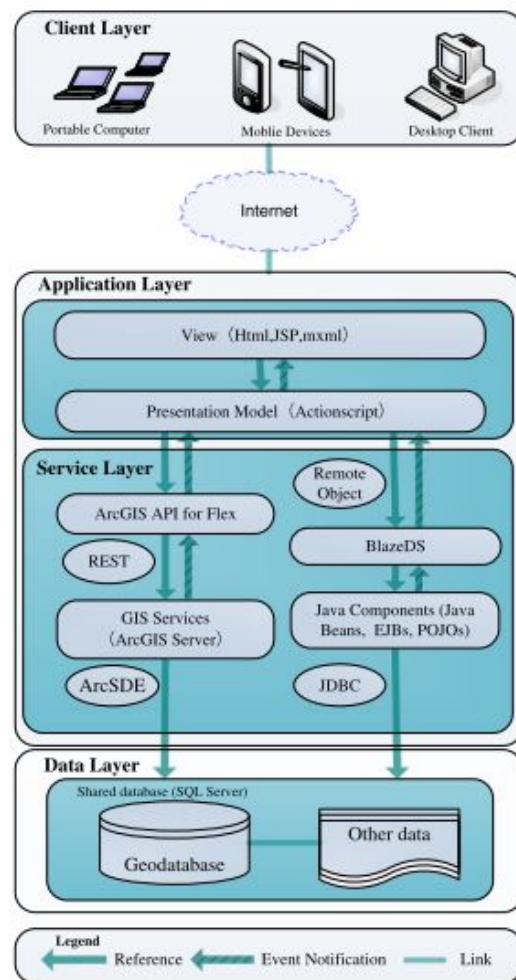 Client Layer
Portable Computer
Moblie Devices
Desktop Client
Internet
Application Layer
View（Html,JSP,mxml）
Presentation Model（Actionscript）
Service Layer
Remote
Object
ArcGIS API for Flex
BlazeDS
REST
GIS Services
（ArcGIS Server）
Java Components (Java
Beans, EJBs, POJOs)
ArcSDE
JDBC
Data Layer
Shared database (SQL Server)
Geodatabase
Other data
Legend
Reference
Event Notification
Link